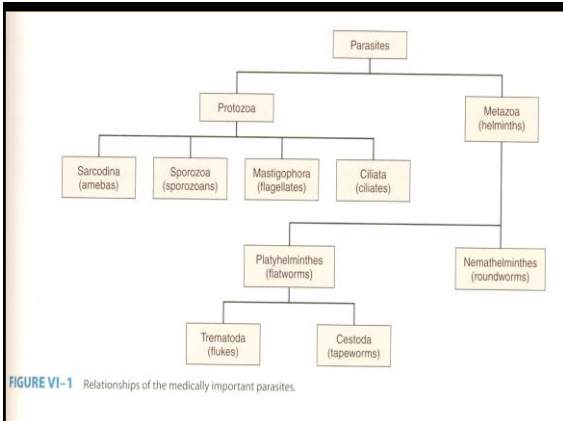 Parasites
Protozoa
Metazoa
(helminths)
Sarcodina
(amebas)
Sporozoa
(sporozoans)
Mastigophora
(flagellates)
Ciliata
(ciliates)
Platyhelminthes
(flatworms)
Nemathelminthes
(roundworms)
Trematoda
(flukes)
Cestoda
(tapeworms)
FIGURE VI–1 Relationships of the medically important parasites.